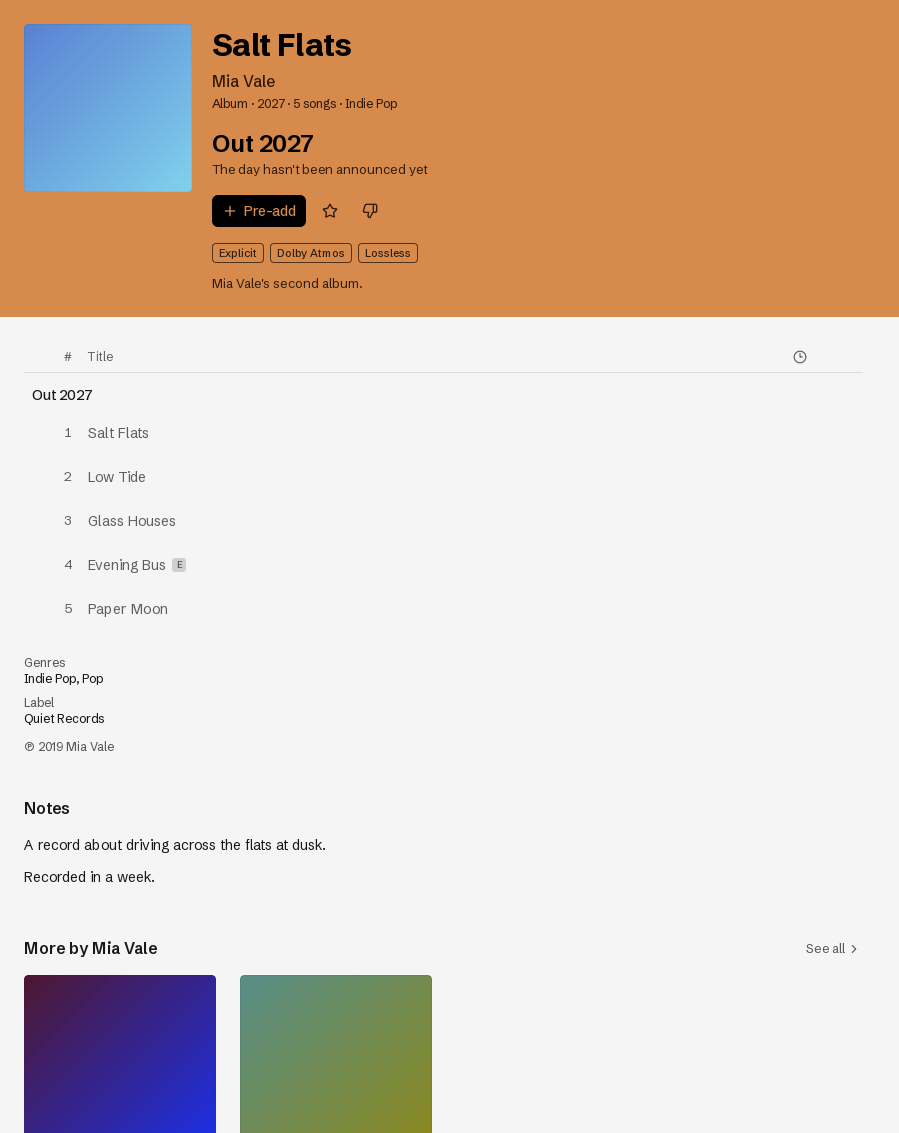 Salt Flats
Mia Vale
Album · 2027 · 5 songs · Indie Pop
Out 2027
The day hasn't been announced yet
Pre-add
Explicit Dolby Atmos Lossless
Mia Vale's second album.
# Title
Out 2027
1 Salt Flats
2 Low Tide
3 Glass Houses
4 Evening Bus E
5 Paper Moon
Genres
Indie Pop, Pop
Label
Quiet Records
℗ 2019 Mia Vale
Notes
A record about driving across the flats at dusk.
Recorded in a week.
More by Mia Vale See all